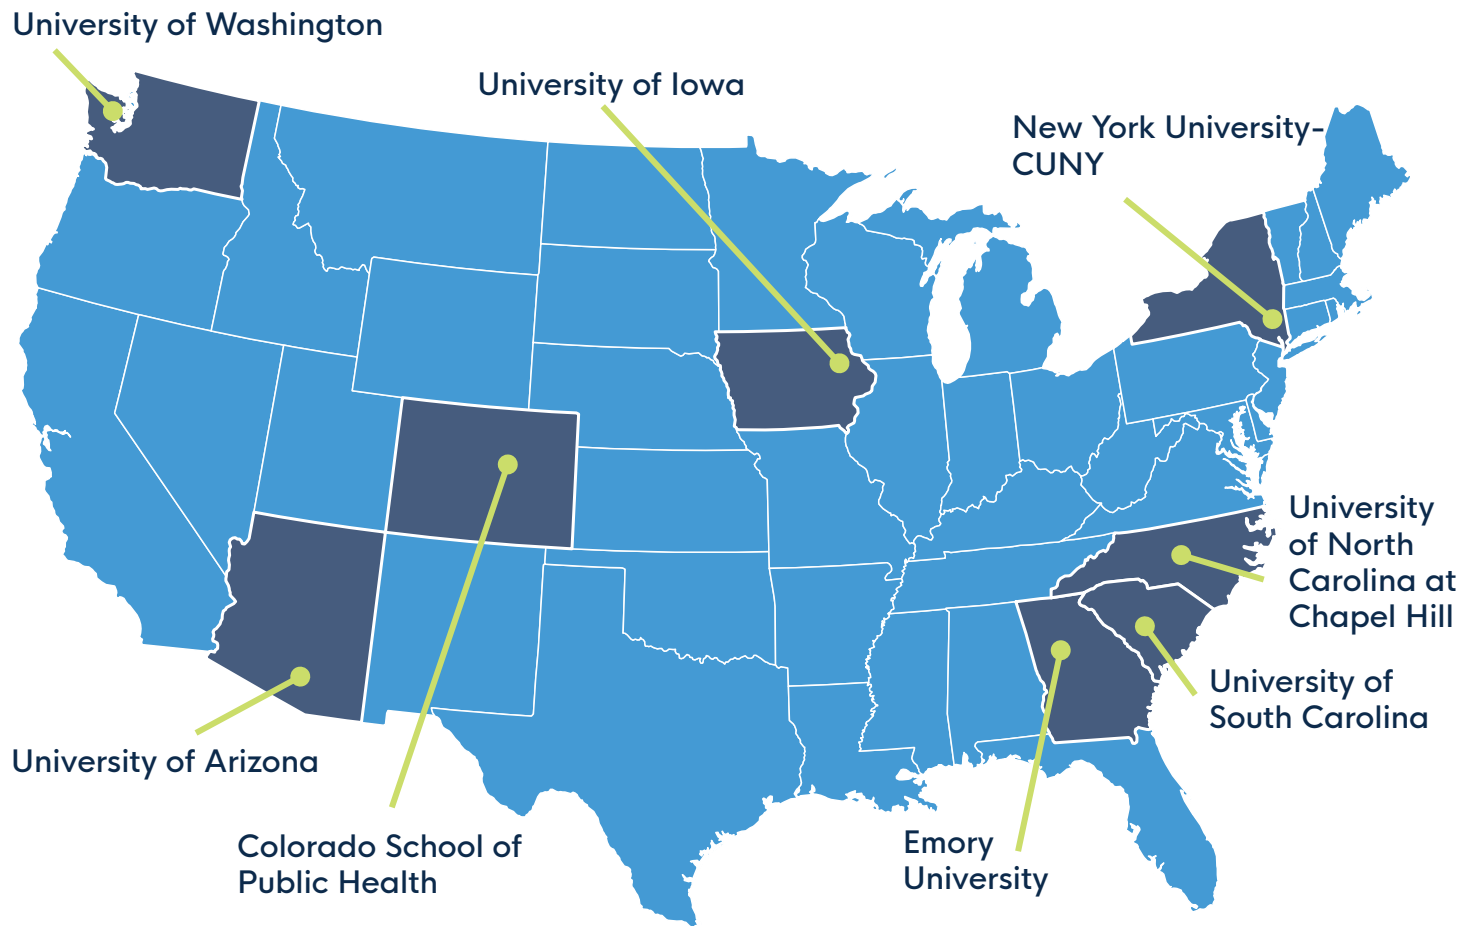 University of Washington
University of Iowa
New York University-
CUNY
University
of North
Carolina at
Chapel Hill
University of
South Carolina
University of Arizona
Colorado School of
Public Health
Emory
University